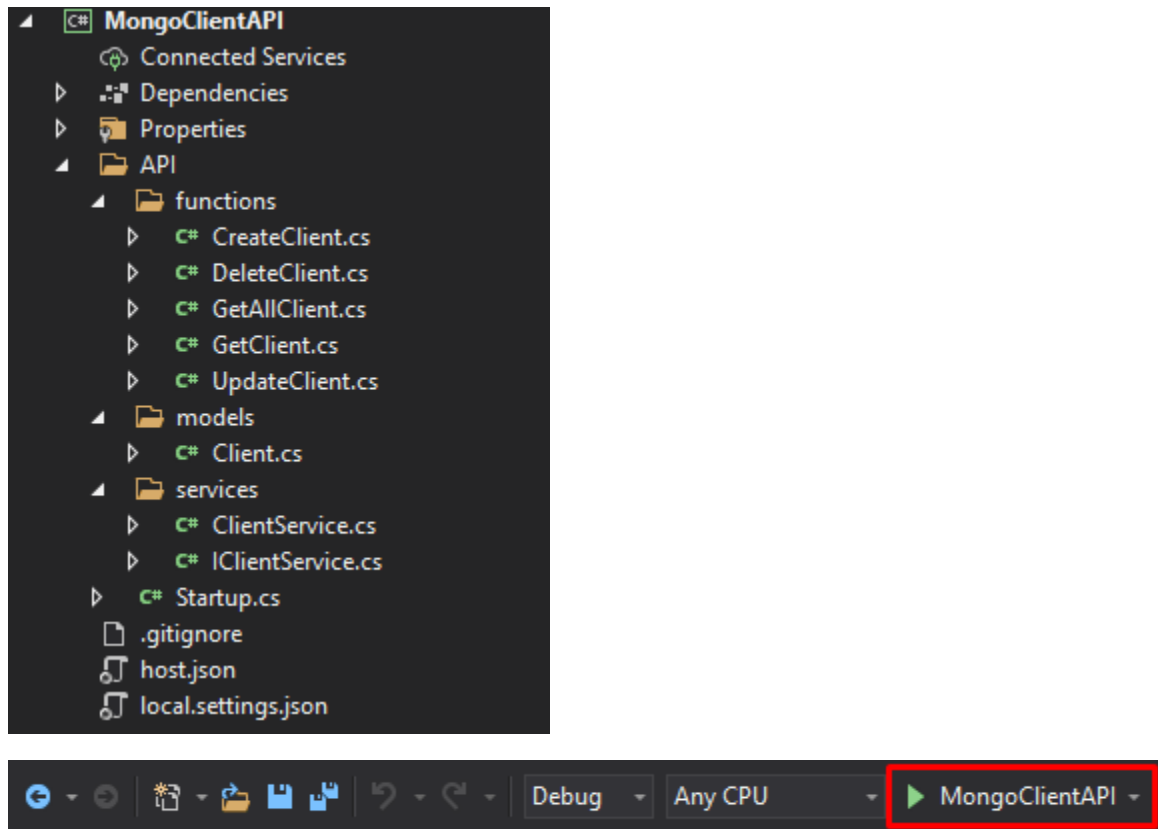 C# MongoClientAPI
Connected Services
Dependencies
Properties
API
functions
C# CreateClient.cs
C# DeleteClient.cs
C# GetAllClient.cs
C# GetClient.cs
C# UpdateClient.cs
models
C# Client.cs
services
C# ClientService.cs
C# IClientService.cs
C# Startup.cs
.gitignore
host.json
local.settings.json
Debug Any CPU MongoClientAPI